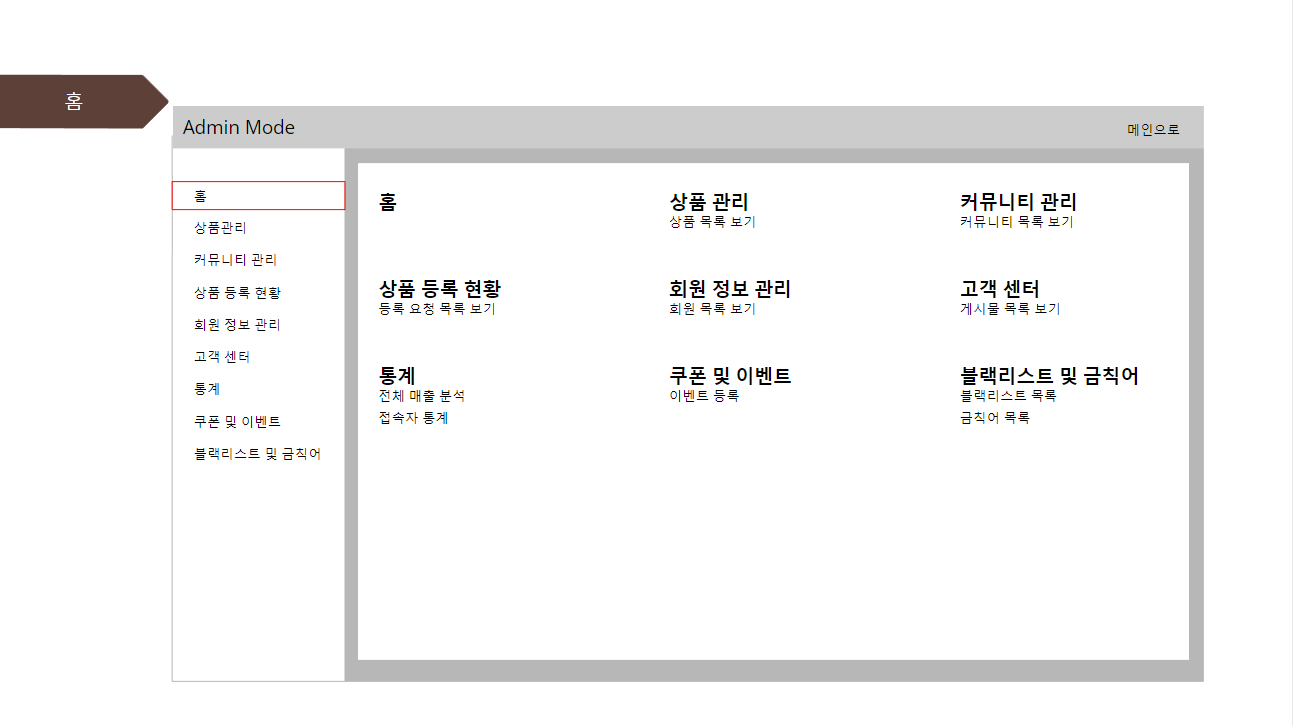 홈
Admin Mode
메인으로
홈
상품관리
커뮤니티 관리
상품 등록 현황
회원 정보 관리
고객 센터
통계
쿠폰 및 이벤트
블랙리스트 및 금칙어
홈
상품 관리
상품 목록 보기
커뮤니티 관리
커뮤니티 목록 보기
상품 등록 현황
등록 요청 목록 보기
회원 정보 관리
회원 목록 보기
고객 센터
게시물 목록 보기
통계
전체 매출 분석
접속자 통계
쿠폰 및 이벤트
이벤트 등록
블랙리스트 및 금칙어
블랙리스트 목록
금칙어 목록